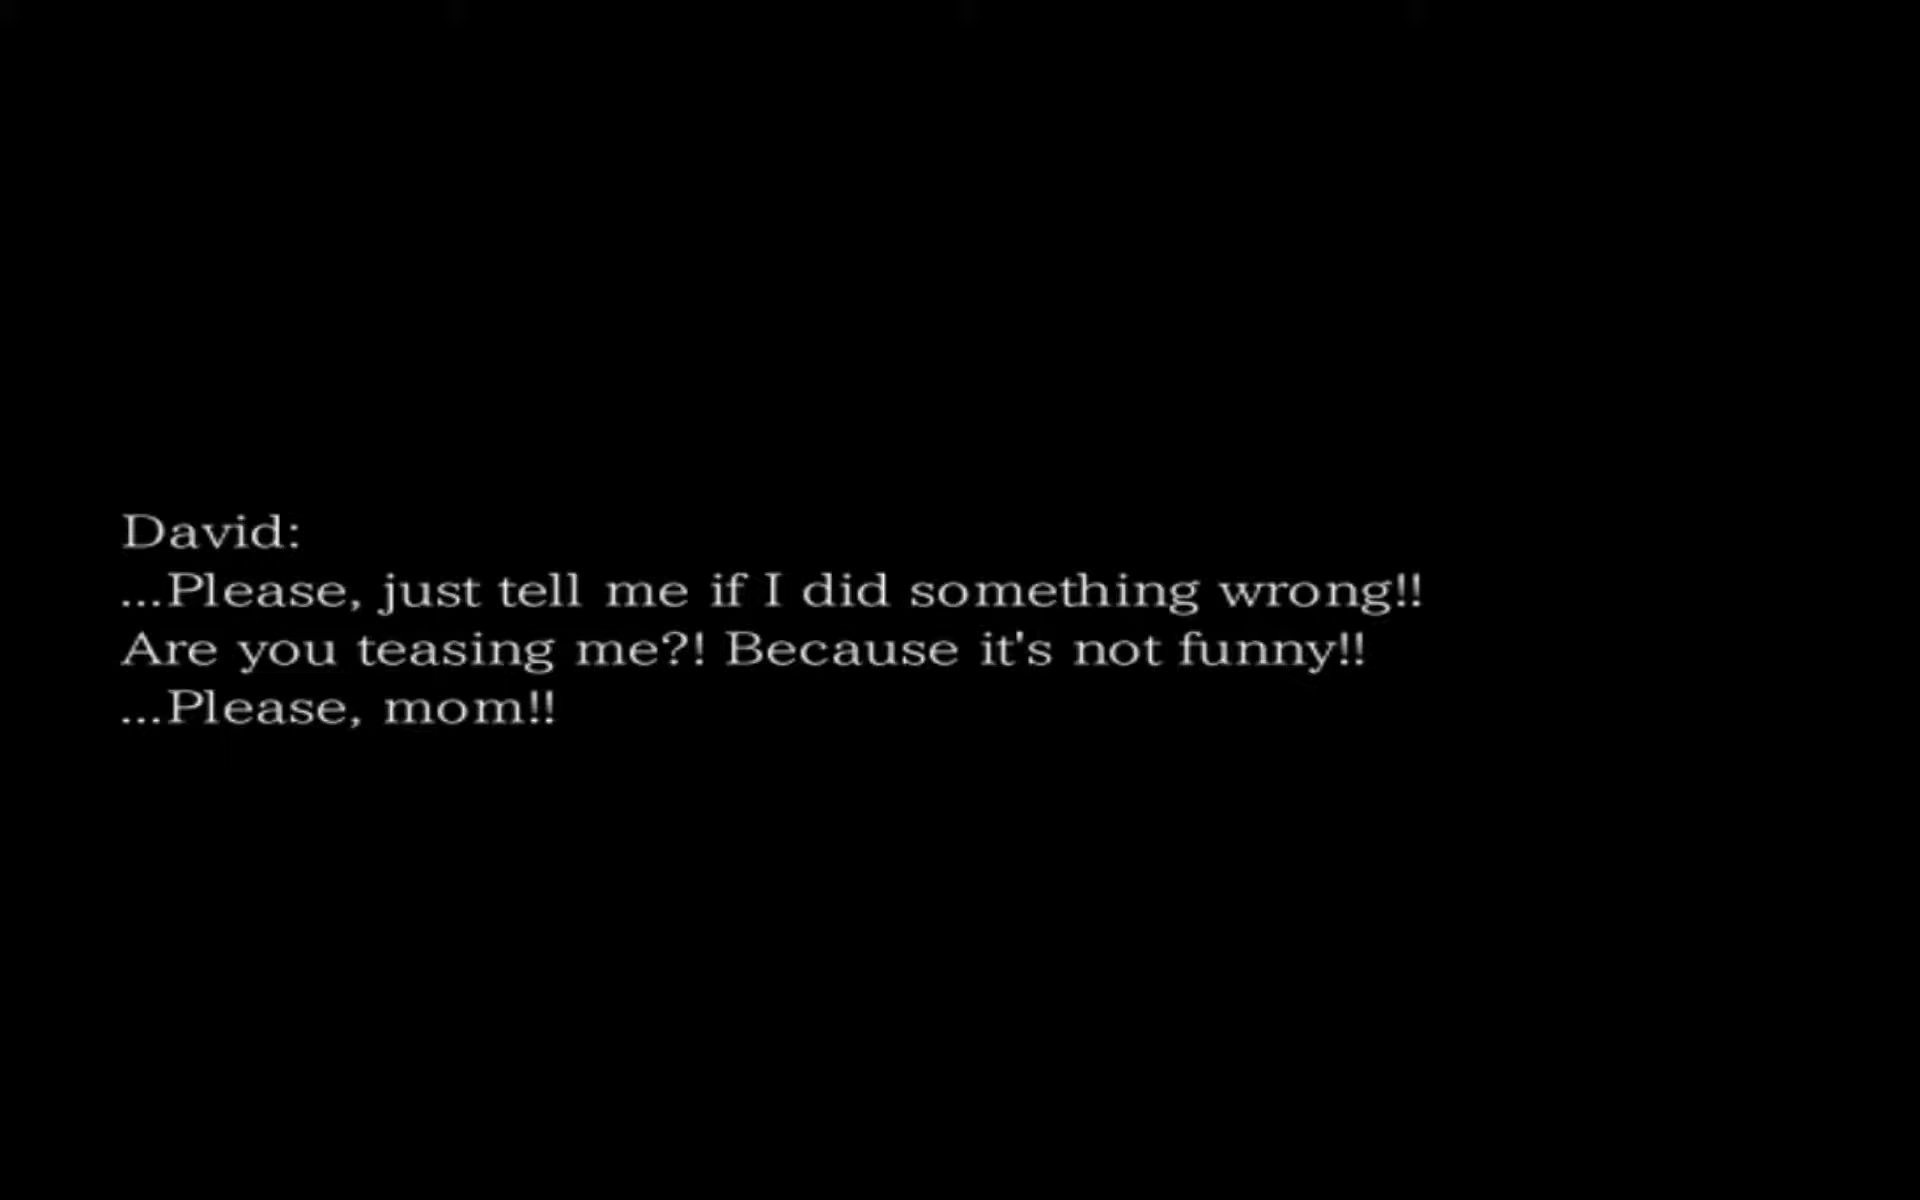 David:
...Please, just tell me if I did something wrong!!
Are you teasing me?! Because it's not funny!!
...Please, mom!!